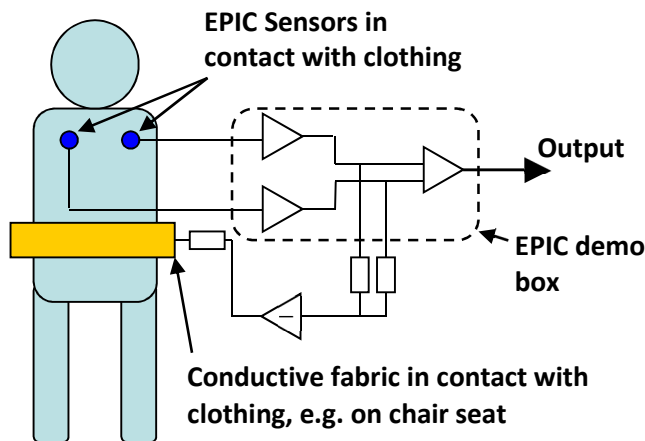 EPIC Sensors in
contact with clothing
Output
EPIC demo
box
Conductive fabric in contact with
clothing, e.g. on chair seat